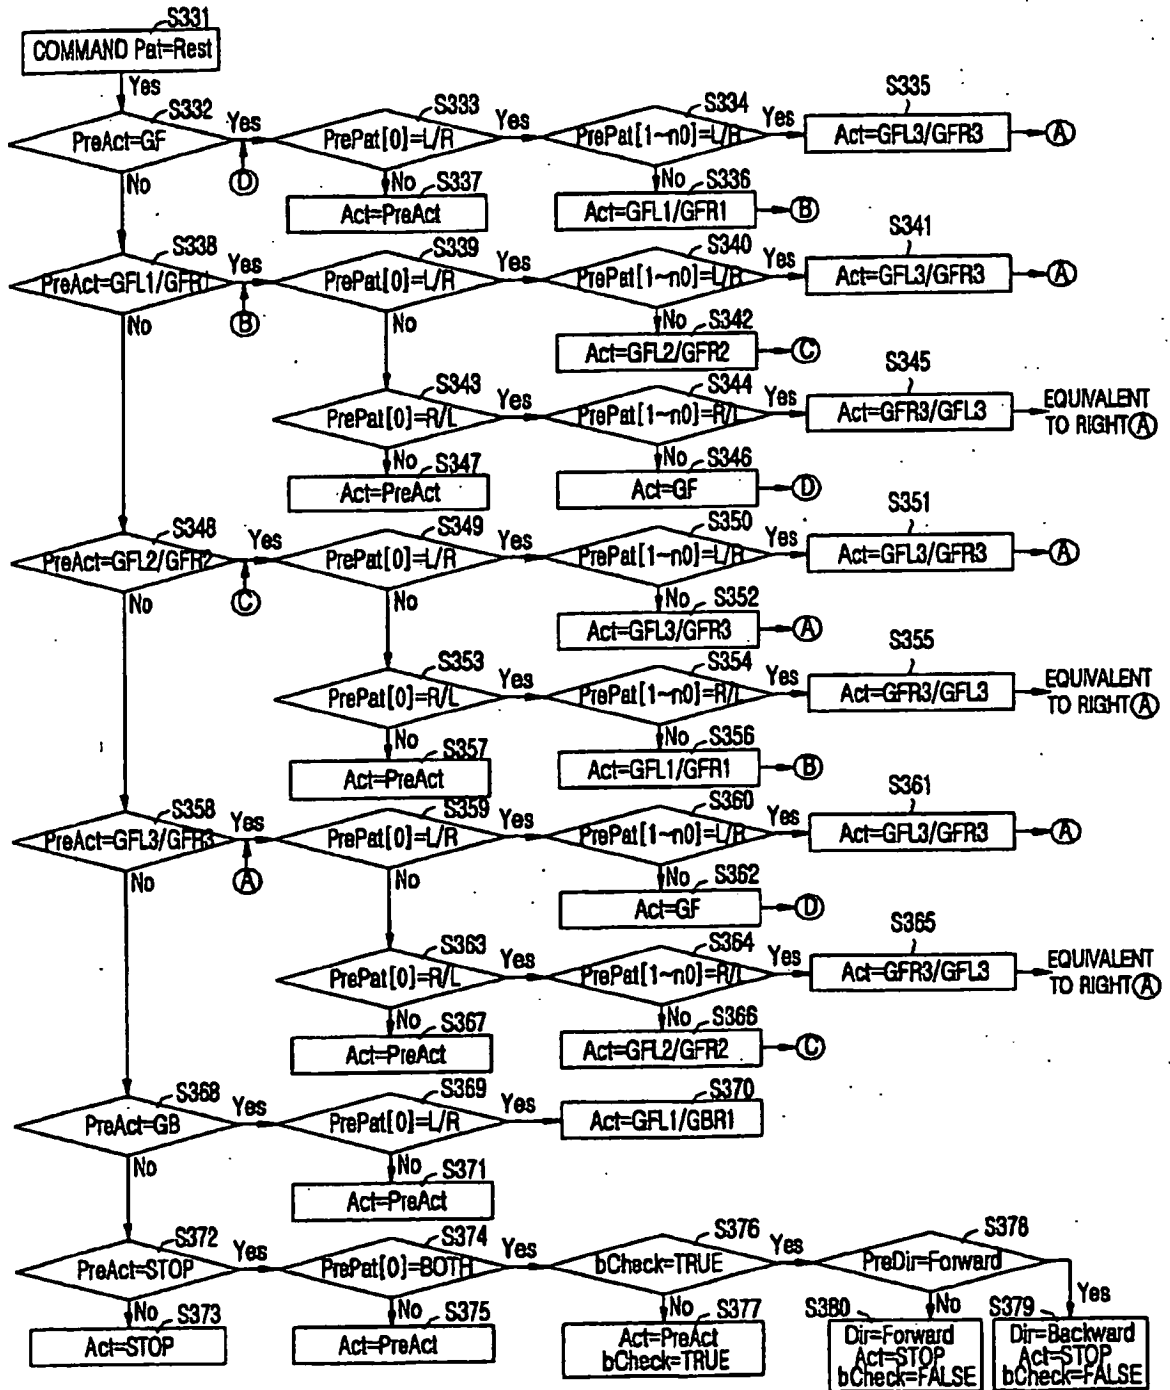 S331
COMMAND Pat=Rest
Yes
S332
PreAct=GF
Yes
D
S333
PrePat[0]=L/R
Yes
S334
PrePat[1~n0]=L/R
Yes
S335
Act=GFL3/GFR3
A
No
No
S337
Act=PreAct
No
S336
Act=GFL1/GFR1
B
S338
PreAct=GFL1/GFR1
Yes
B
S339
PrePat[0]=L/R
Yes
S340
PrePat[1~n0]=L/R
Yes
S341
Act=GFL3/GFR3
A
No
No
No
S342
Act=GFL2/GFR2
C
S343
PrePat[0]=R/L
Yes
S344
PrePat[1~n0]=R/L
Yes
S345
Act=GFR3/GFL3
EQUIVALENT
TO RIGHT A
No
S347
Act=PreAct
No
S346
Act=GF
D
S348
PreAct=GFL2/GFR2
Yes
C
S349
PrePat[0]=L/R
Yes
S350
PrePat[1~n0]=L/R
Yes
S351
Act=GFL3/GFR3
A
No
No
No
S352
Act=GFL3/GFR3
A
S353
PrePat[0]=R/L
Yes
S354
PrePat[1~n0]=R/L
Yes
S355
Act=GFR3/GFL3
EQUIVALENT
TO RIGHT A
No
S357
Act=PreAct
No
S356
Act=GFL1/GFR1
B
S358
PreAct=GFL3/GFR3
Yes
A
S359
PrePat[0]=L/R
Yes
S360
PrePat[1~n0]=L/R
Yes
S361
Act=GFL3/GFR3
A
No
No
No
S362
Act=GF
D
S363
PrePat[0]=R/L
Yes
S364
PrePat[1~n0]=R/L
Yes
S365
Act=GFR3/GFL3
EQUIVALENT
TO RIGHT A
No
S367
Act=PreAct
No
S366
Act=GFL2/GFR2
C
S368
PreAct=GB
Yes
S369
PrePat[0]=L/R
Yes
S370
Act=GFL1/GBR1
No
No
S371
Act=PreAct
S372
PreAct=STOP
Yes
S374
PrePat[0]=BOTH
Yes
S376
bCheck=TRUE
Yes
S378
PreDir=Forward
Yes
No
S373
Act=STOP
No
S375
Act=PreAct
No
S377
Act=PreAct
bCheck=TRUE
No
S380
Dir=Forward
Act=STOP
bCheck=FALSE
S379
Dir=Backward
Act=STOP
bCheck=FALSE